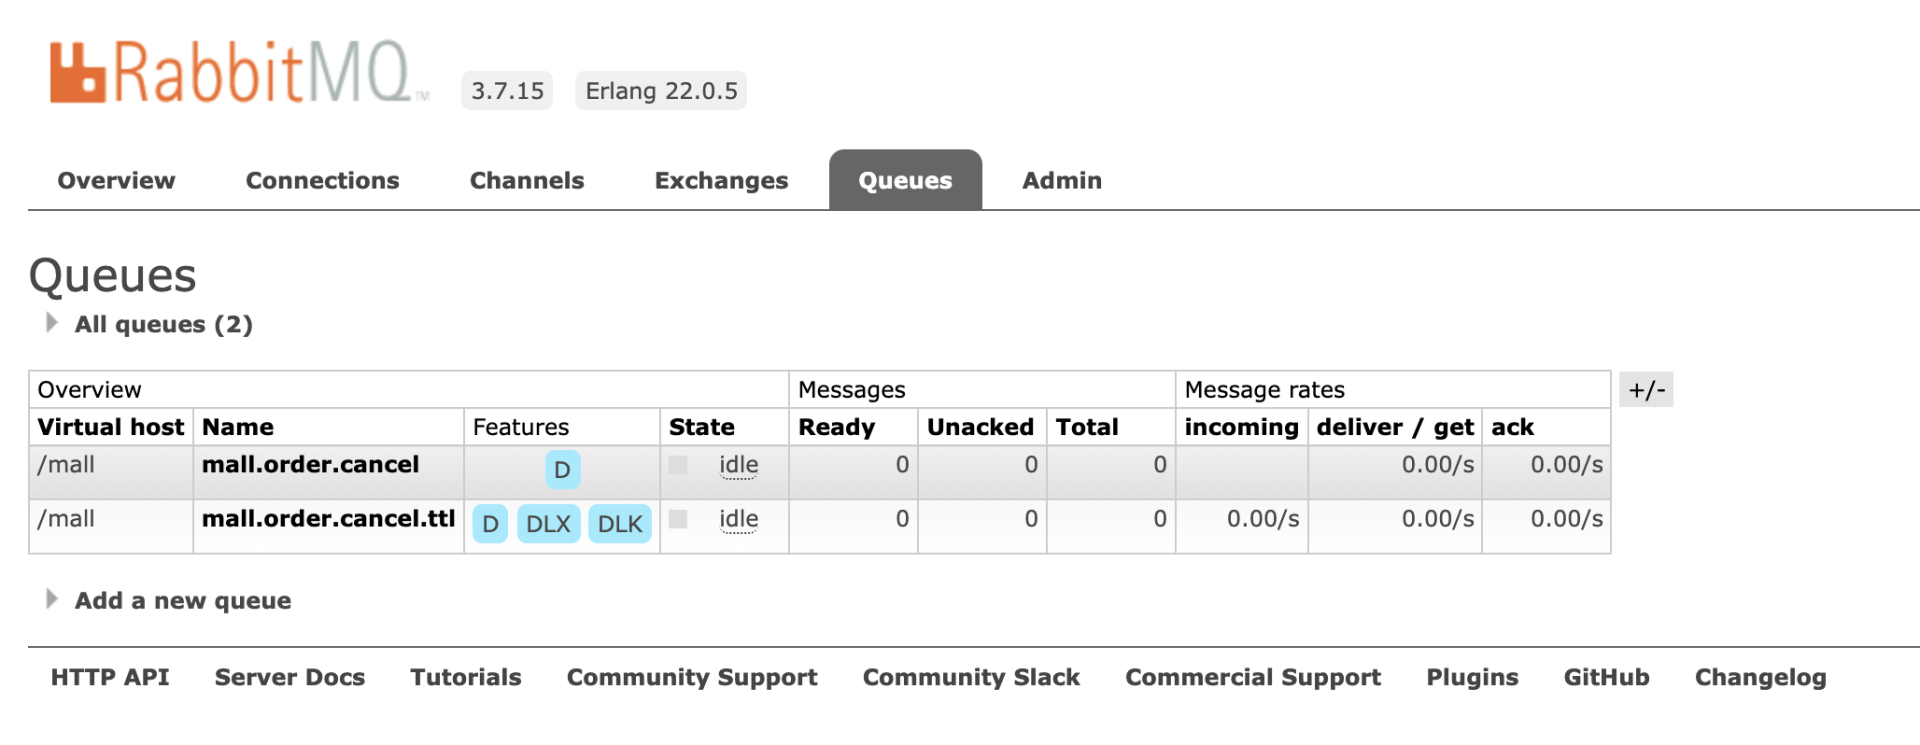 RabbitMQ TM 3.7.15 Erlang 22.0.5
Overview Connections Channels Exchanges Queues Admin
Queues
All queues (2)
Overview Messages Message rates +/-
Virtual host Name Features State Ready Unacked Total incoming deliver / get ack
/mall mall.order.cancel D idle 0 0 0 0.00/s 0.00/s
/mall mall.order.cancel.ttl D DLX DLK idle 0 0 0 0.00/s 0.00/s 0.00/s
Add a new queue
HTTP API Server Docs Tutorials Community Support Community Slack Commercial Support Plugins GitHub Changelog